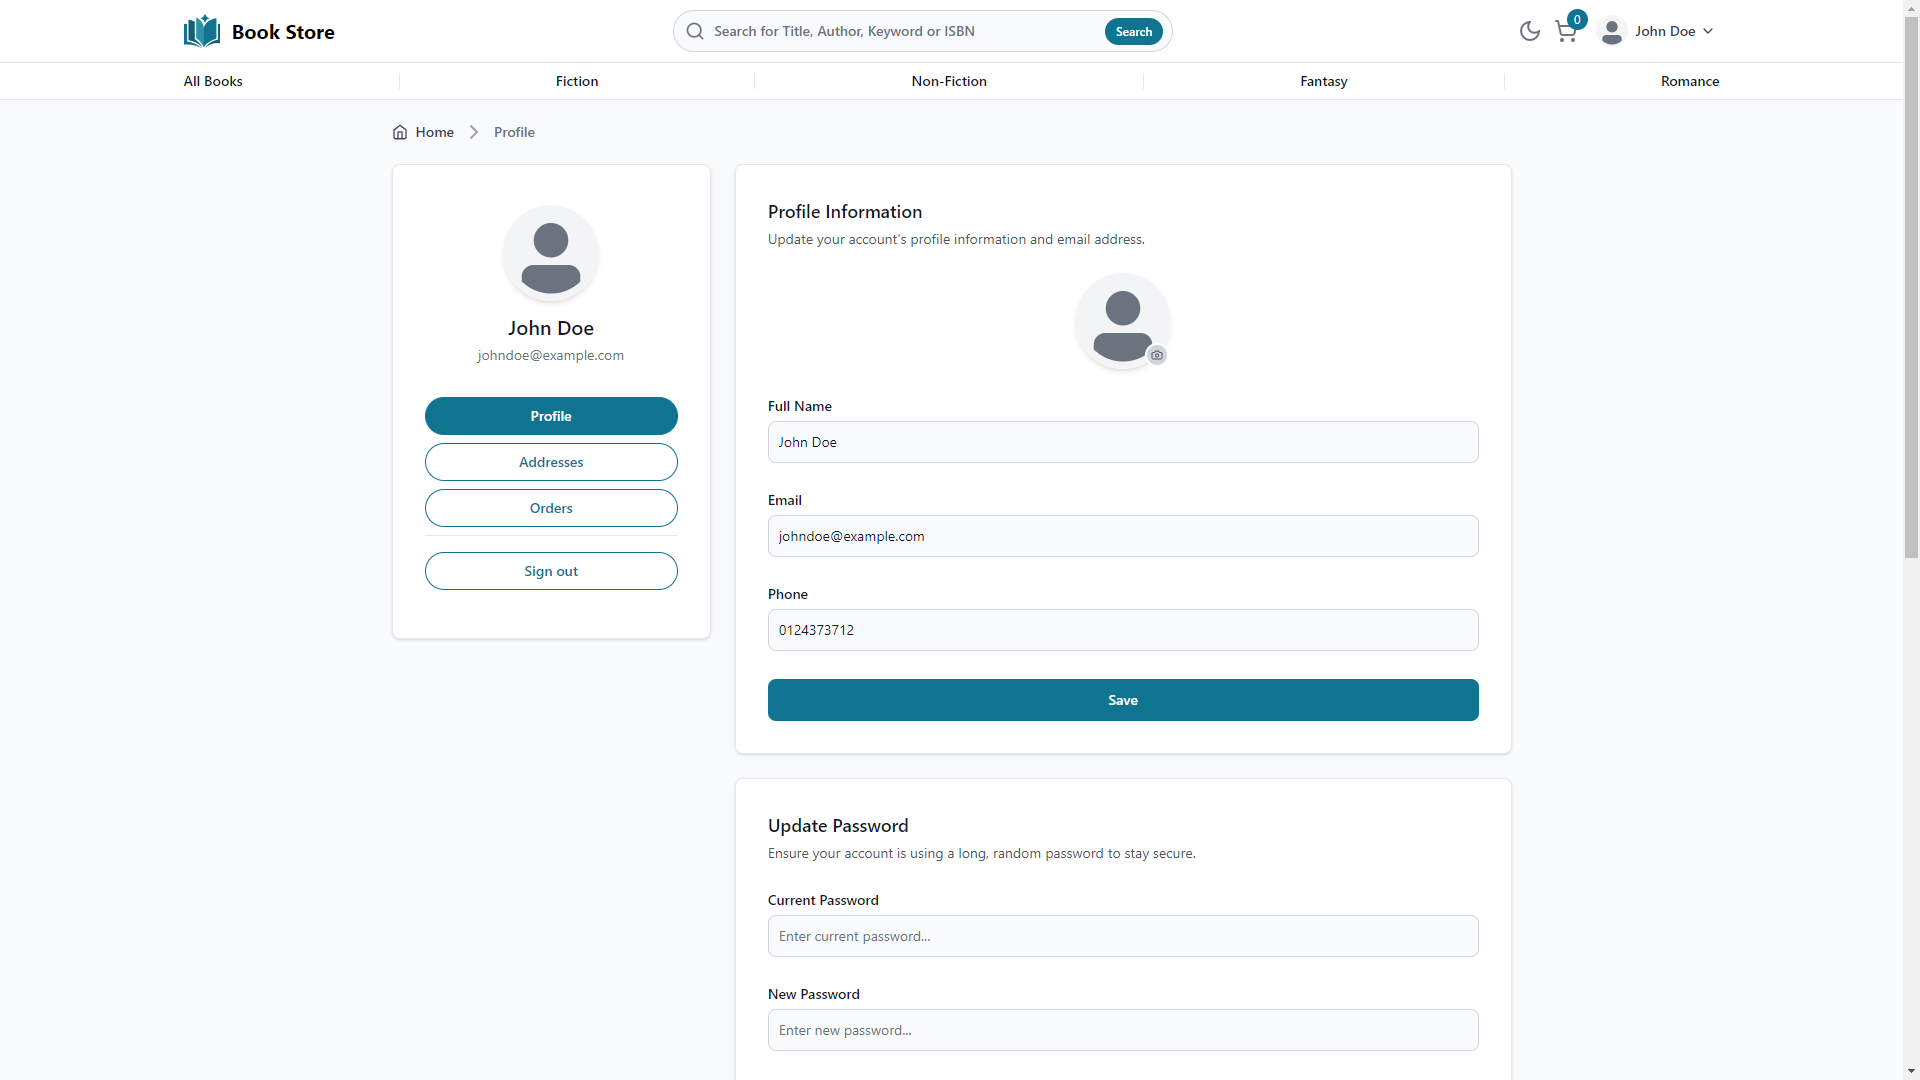 Book Store
Search for Title, Author, Keyword or ISBN
Search
0
John Doe
All Books
Fiction
Non-Fiction
Fantasy
Romance
Home
Profile
John Doe
johndoe@example.com
Profile
Addresses
Orders
Sign out
Profile Information
Update your account's profile information and email address.
Full Name
John Doe
Email
johndoe@example.com
Phone
0124373712
Save
Update Password
Ensure your account is using a long, random password to stay secure.
Current Password
Enter current password...
New Password
Enter new password...